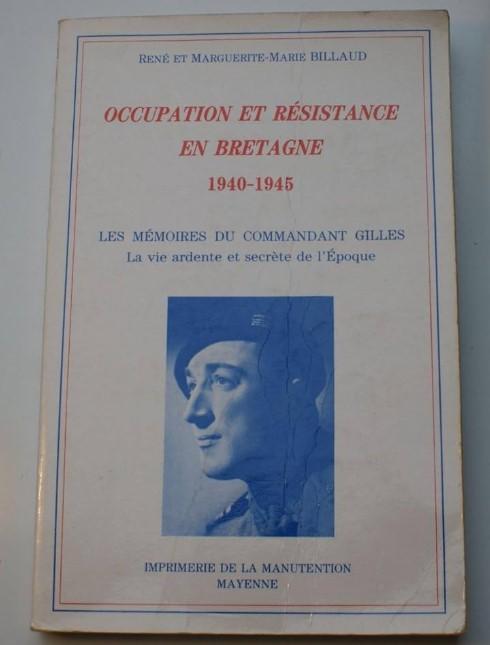 RENÉ ET MARGUERITE-MARIE BILLAUD
OCCUPATION ET RÉSISTANCE
EN BRETAGNE
1940-1945
LES MÉMOIRES DU COMMANDANT GILLES
La vie ardente et secrète de l'Époque
IMPRIMERIE DE LA MANUTENTION
MAYENNE